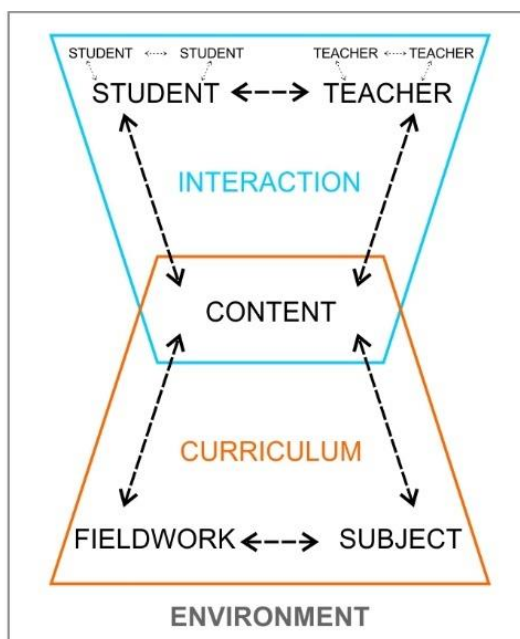 STUDENT STUDENT TEACHER TEACHER
STUDENT TEACHER
INTERACTION
CONTENT
CURRICULUM
FIELDWORK SUBJECT
ENVIRONMENT